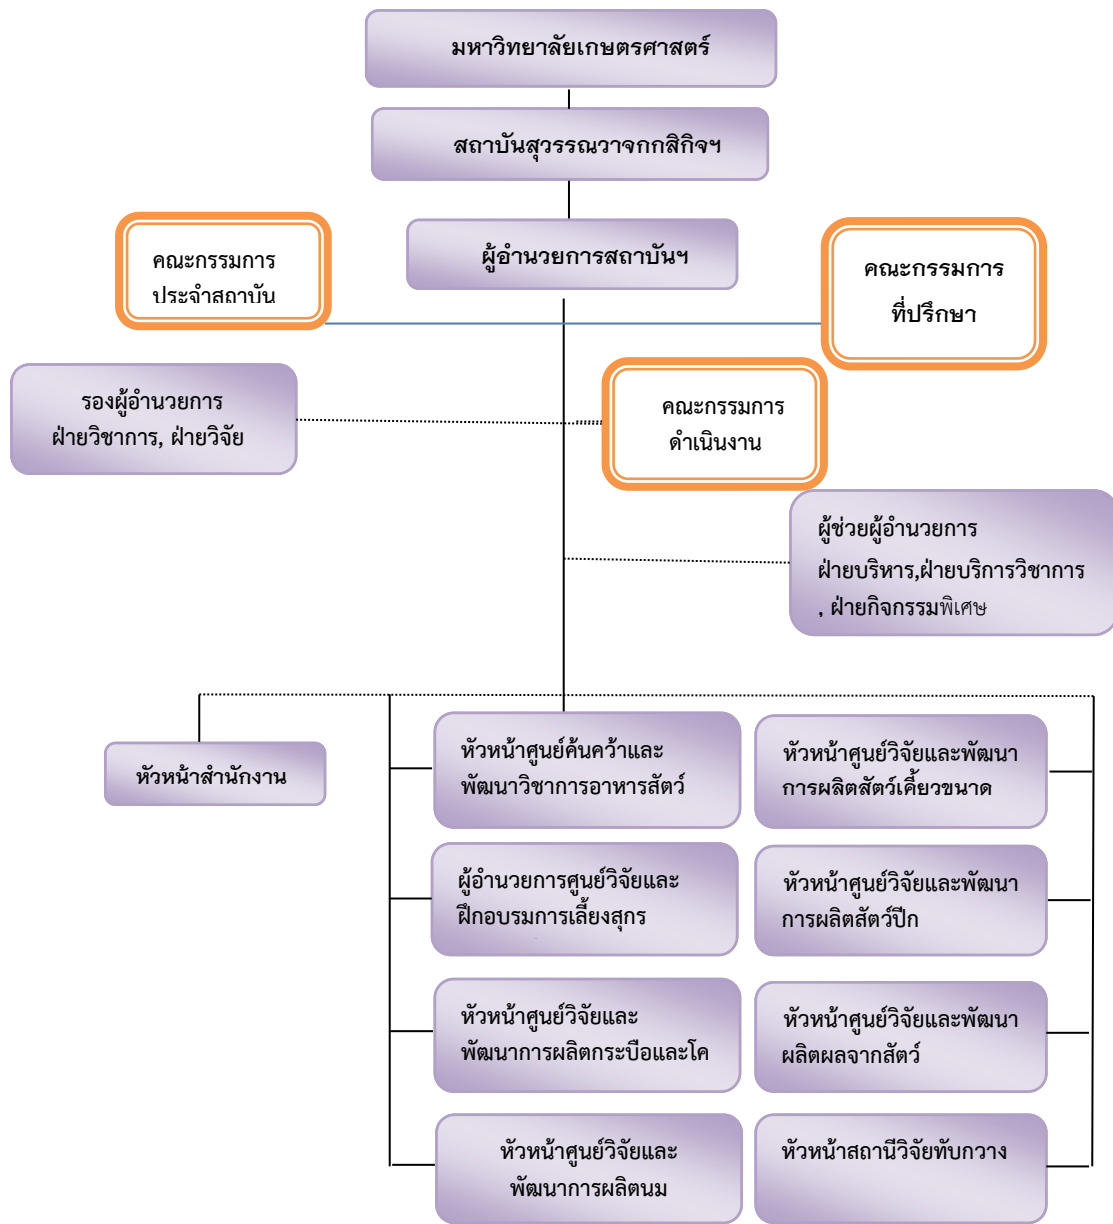 มหาวิทยาลัยเกษตรศาสตร์
สถาบันสุวรรณวาจกกสิกิจฯ
ผู้อำนวยการสถาบันฯ
คณะกรรมการ
ประจำสถาบัน
คณะกรรมการ
ที่ปรึกษา
รองผู้อำนวยการ
ฝ่ายวิชาการ, ฝ่ายวิจัย
คณะกรรมการ
ดำเนินงาน
ผู้ช่วยผู้อำนวยการ
ฝ่ายบริหาร,ฝ่ายบริการวิชาการ
, ฝ่ายกิจกรรมพิเศษ
หัวหน้าสำนักงาน
หัวหน้าศูนย์ค้นคว้าและ
พัฒนาวิชาการอาหารสัตว์
หัวหน้าศูนย์วิจัยและพัฒนา
การผลิตสัตว์เคี้ยวขนาด
ผู้อำนวยการศูนย์วิจัยและ
ฝึกอบรมการเลี้ยงสุกร
หัวหน้าศูนย์วิจัยและพัฒนา
การผลิตสัตว์ปีก
หัวหน้าศูนย์วิจัยและ
พัฒนาการผลิตกระบือและโค
หัวหน้าศูนย์วิจัยและพัฒนา
ผลิตผลจากสัตว์
หัวหน้าศูนย์วิจัยและ
พัฒนาการผลิตนม
หัวหน้าสถานีวิจัยทับกวาง